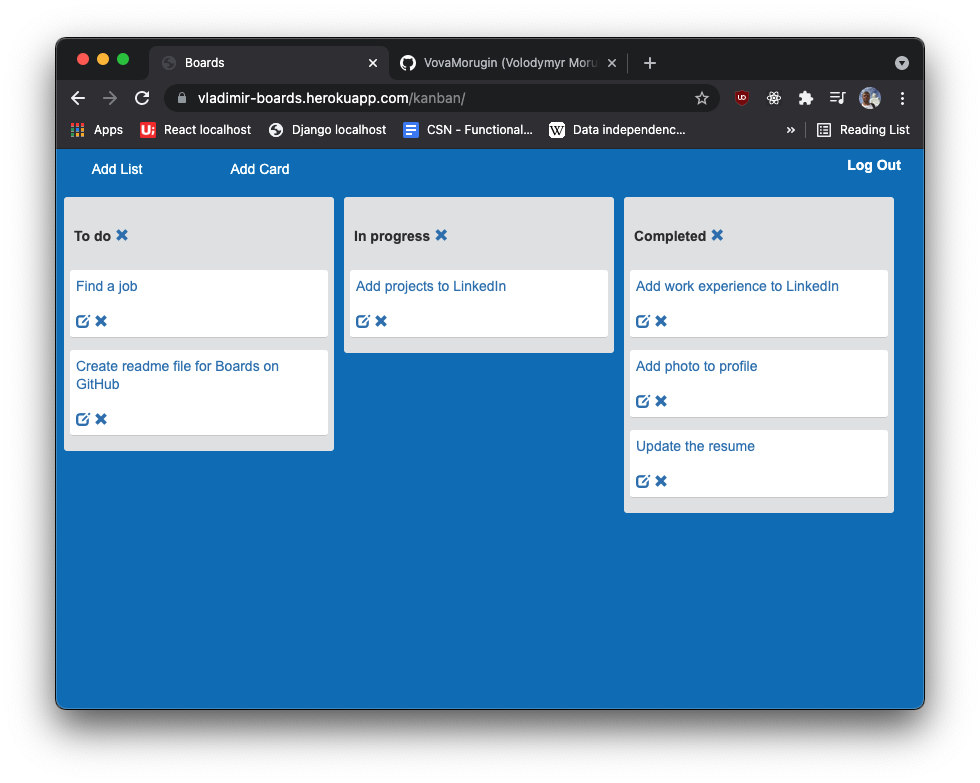 Boards
VovaMorugin (Volodymyr Moru
vladimir-boards.herokuapp.com/kanban/
Apps
React localhost
Django localhost
CSN - Functional...
W
Data independenc...
»
Reading List
Add List
Add Card
Log Out
To do
Find a job
Create readme file for Boards on
GitHub
In progress
Add projects to LinkedIn
Completed
Add work experience to LinkedIn
Add photo to profile
Update the resume